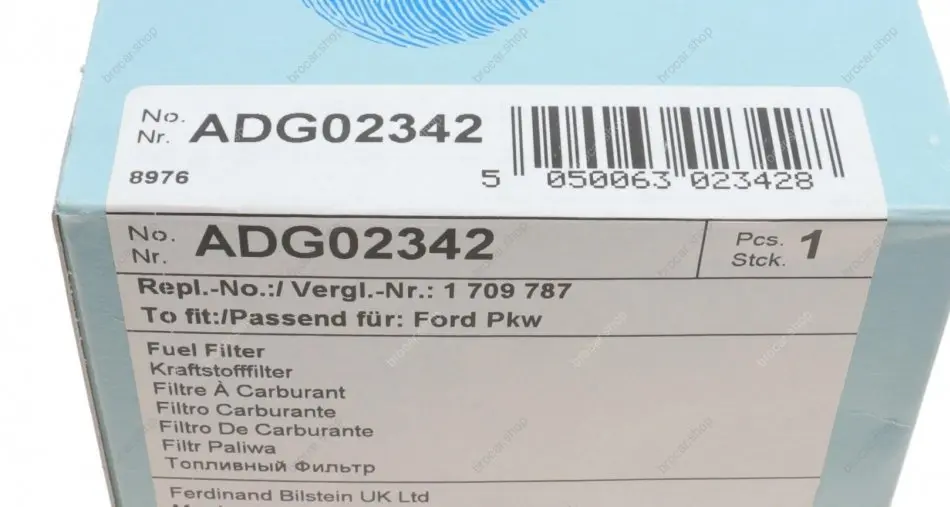 No.
Nr. ADG02342
8976
5 050063 023428
No.
Nr. ADG02342
Pcs.
Stck. 1
Repl.-No.:/ Vergl.-Nr.: 1 709 787
To fit:/Passend für: Ford Pkw
Fuel Filter
Kraftstofffilter
Filtre À Carburant
Filtro Carburante
Filtro De Carburante
Filtr Paliwa
Топливный Фильтр
Ferdinand Bilstein UK Ltd
brocar.shop